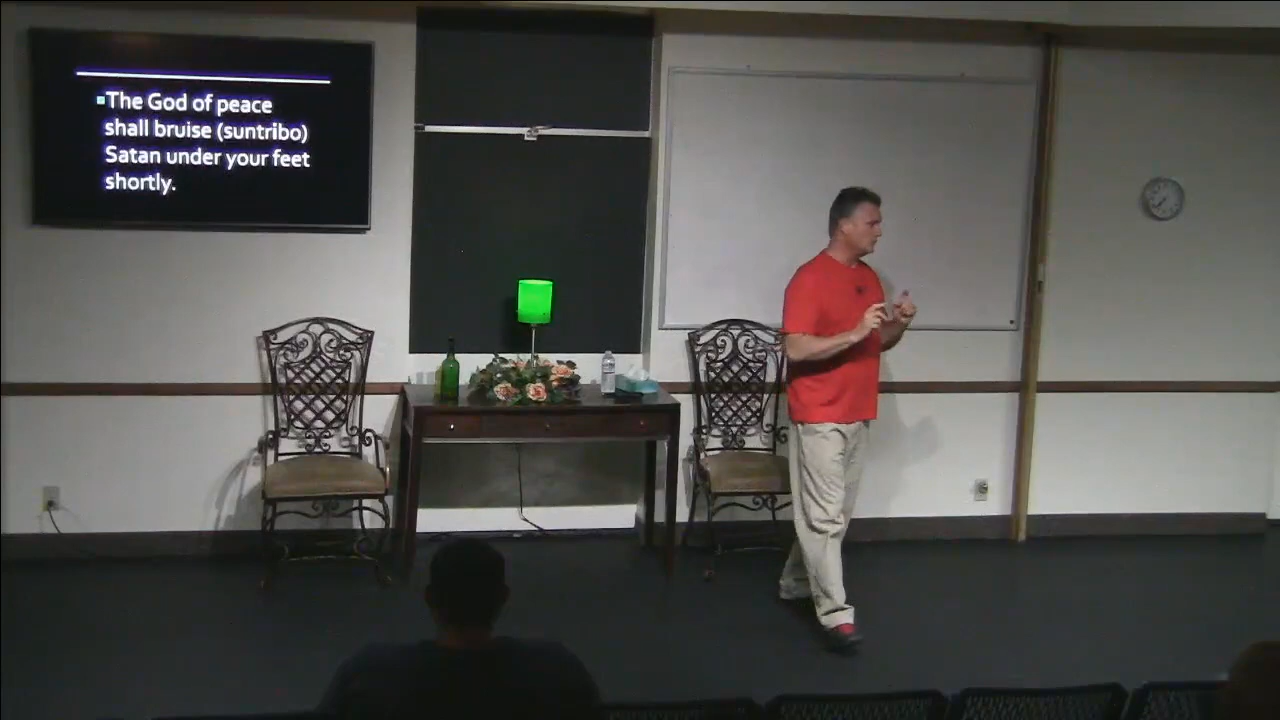 The God of peace
shall bruise (suntribo)
Satan under your feet
shortly.